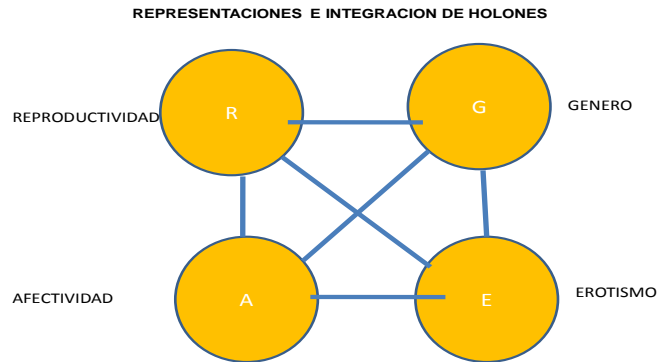 REPRESENTACIONES E INTEGRACION DE HOLONES
REPRODUCTIVIDAD
R
G
GENERO
AFECTIVIDAD
A
E
EROTISMO